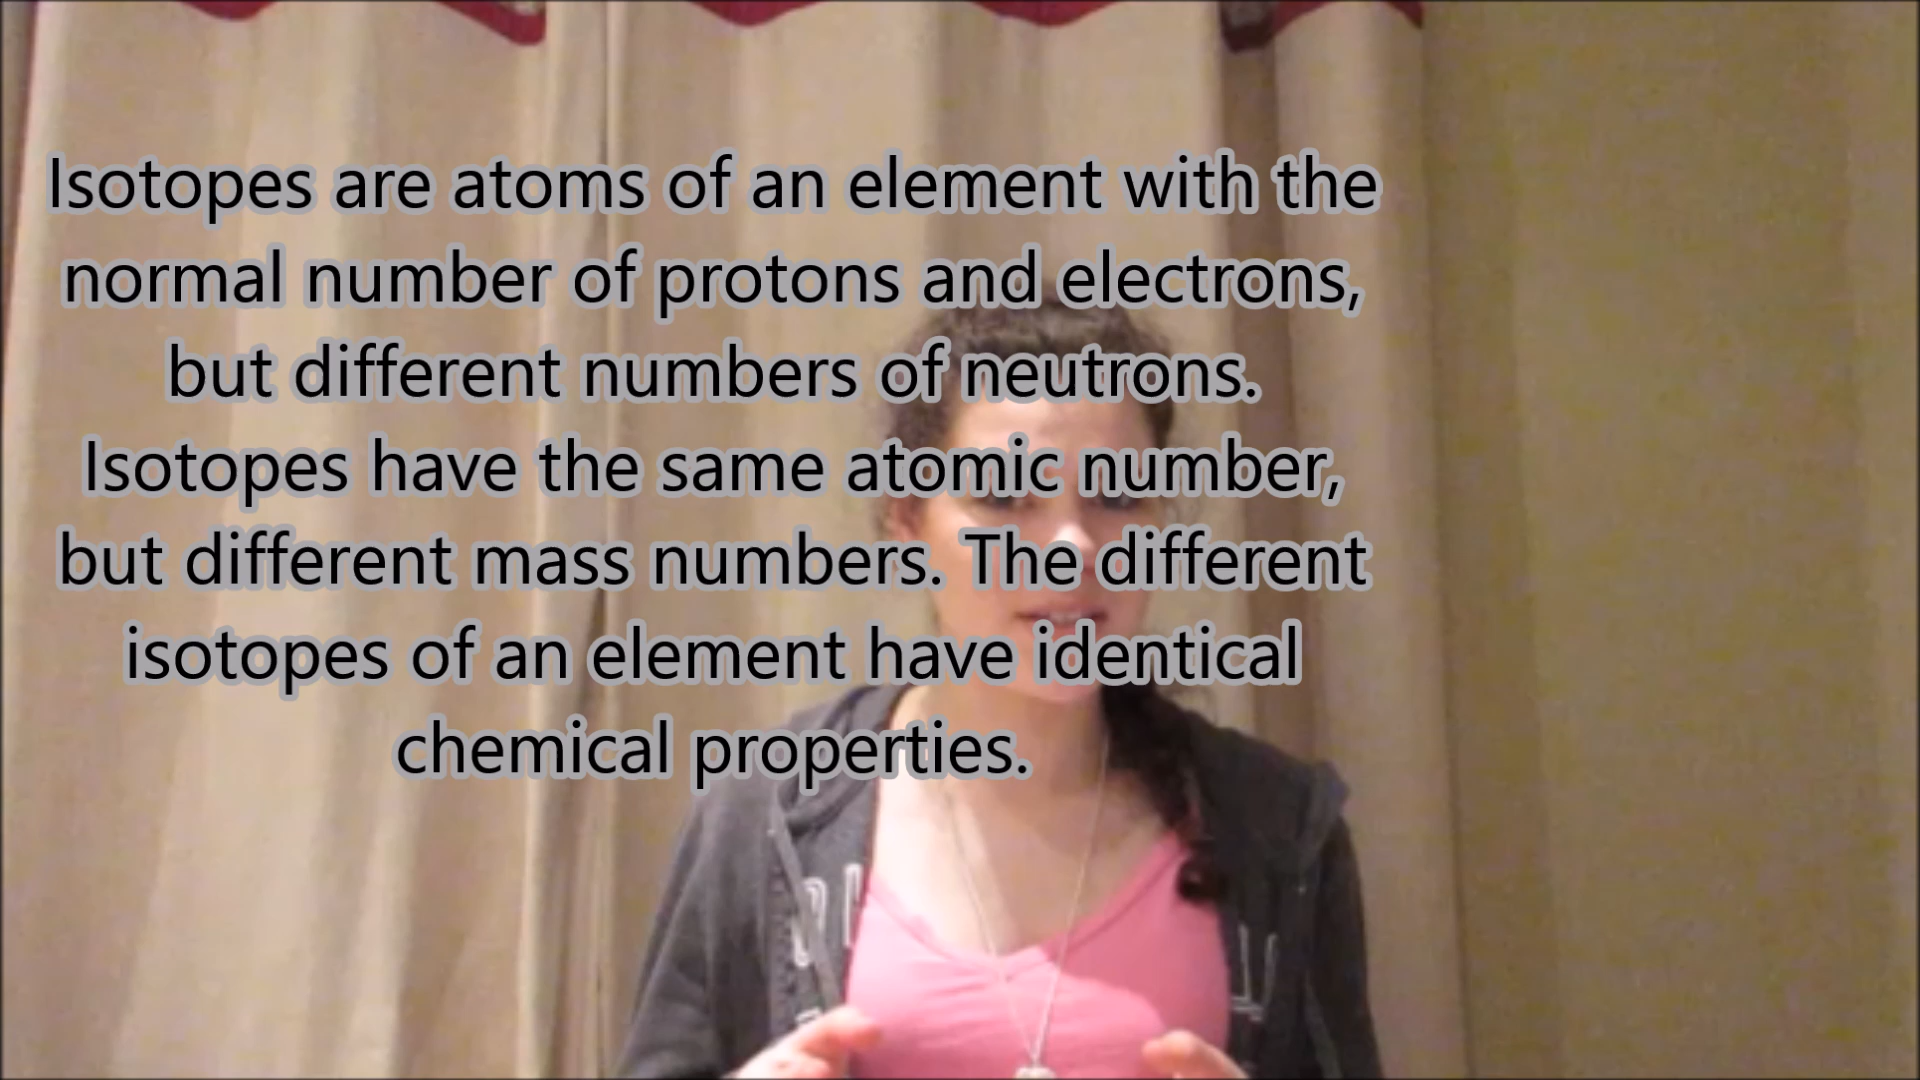 Isotopes are atoms of an element with the
normal number of protons and electrons,
but different numbers of neutrons.
Isotopes have the same atomic number,
but different mass numbers. The different
isotopes of an element have identical
chemical properties.